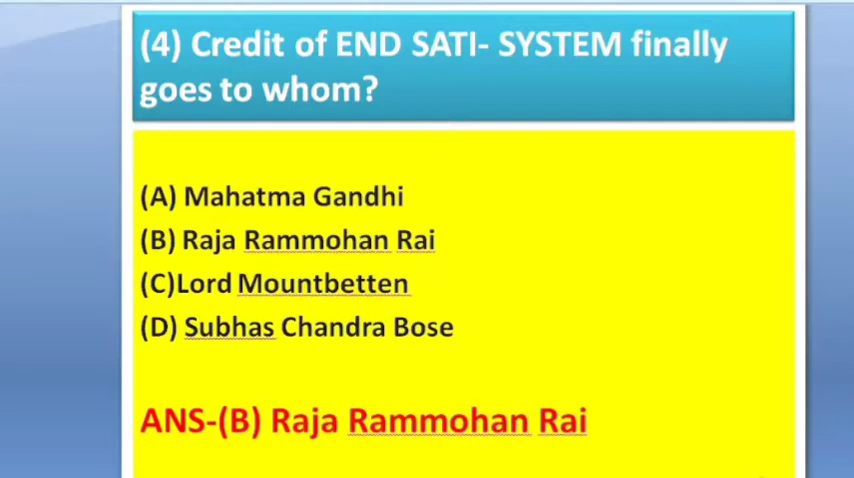 (4) Credit of END SATI- SYSTEM finally
goes to whom?
(A) Mahatma Gandhi
(B) Raja Rammohan Rai
(C)Lord Mountbetten
(D) Subhas Chandra Bose
ANS-(B) Raja Rammohan Rai